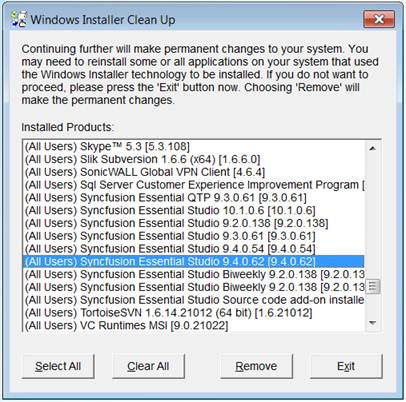 Windows Installer Clean Up
Continuing further will make permanent changes to your system. You
may need to reinstall some or all applications on your system that used
the Windows Installer technology to be installed. If you do not want to
proceed, please press the 'Exit' button now. Choosing 'Remove' will
make the permanent changes.
Installed Products:
(All Users) Skype™ 5.3 [5.3.108]
(All Users) Slik Subversion 1.6.6 (x64) [1.6.6.0]
(All Users) SonicWALL Global VPN Client [4.6.4]
(All Users) Sql Server Customer Experience Improvement Program [
(All Users) Syncfusion Essential QTP 9.3.0.61 [9.3.0.61]
(All Users) Syncfusion Essential Studio 10.1.0.6 [10.1.0.6]
(All Users) Syncfusion Essential Studio 9.2.0.138 [9.2.0.138]
(All Users) Syncfusion Essential Studio 9.3.0.61 [9.3.0.61]
(All Users) Syncfusion Essential Studio 9.4.0.54 [9.4.0.54]
(All Users) Syncfusion Essential Studio 9.4.0.62 [9.4.0.62]
(All Users) Syncfusion Essential Studio Biweekly 9.2.0.138 [9.2.0.13
(All Users) Syncfusion Essential Studio Biweekly 9.2.0.138 [9.2.0.13
(All Users) Syncfusion Essential Studio Source code add-on installe
(All Users) TortoiseSVN 1.6.14.21012 (64 bit) [1.6.21012]
(All Users) VC Runtimes MSI [9.0.21022]
Select All
Clear All
Remove
Exit